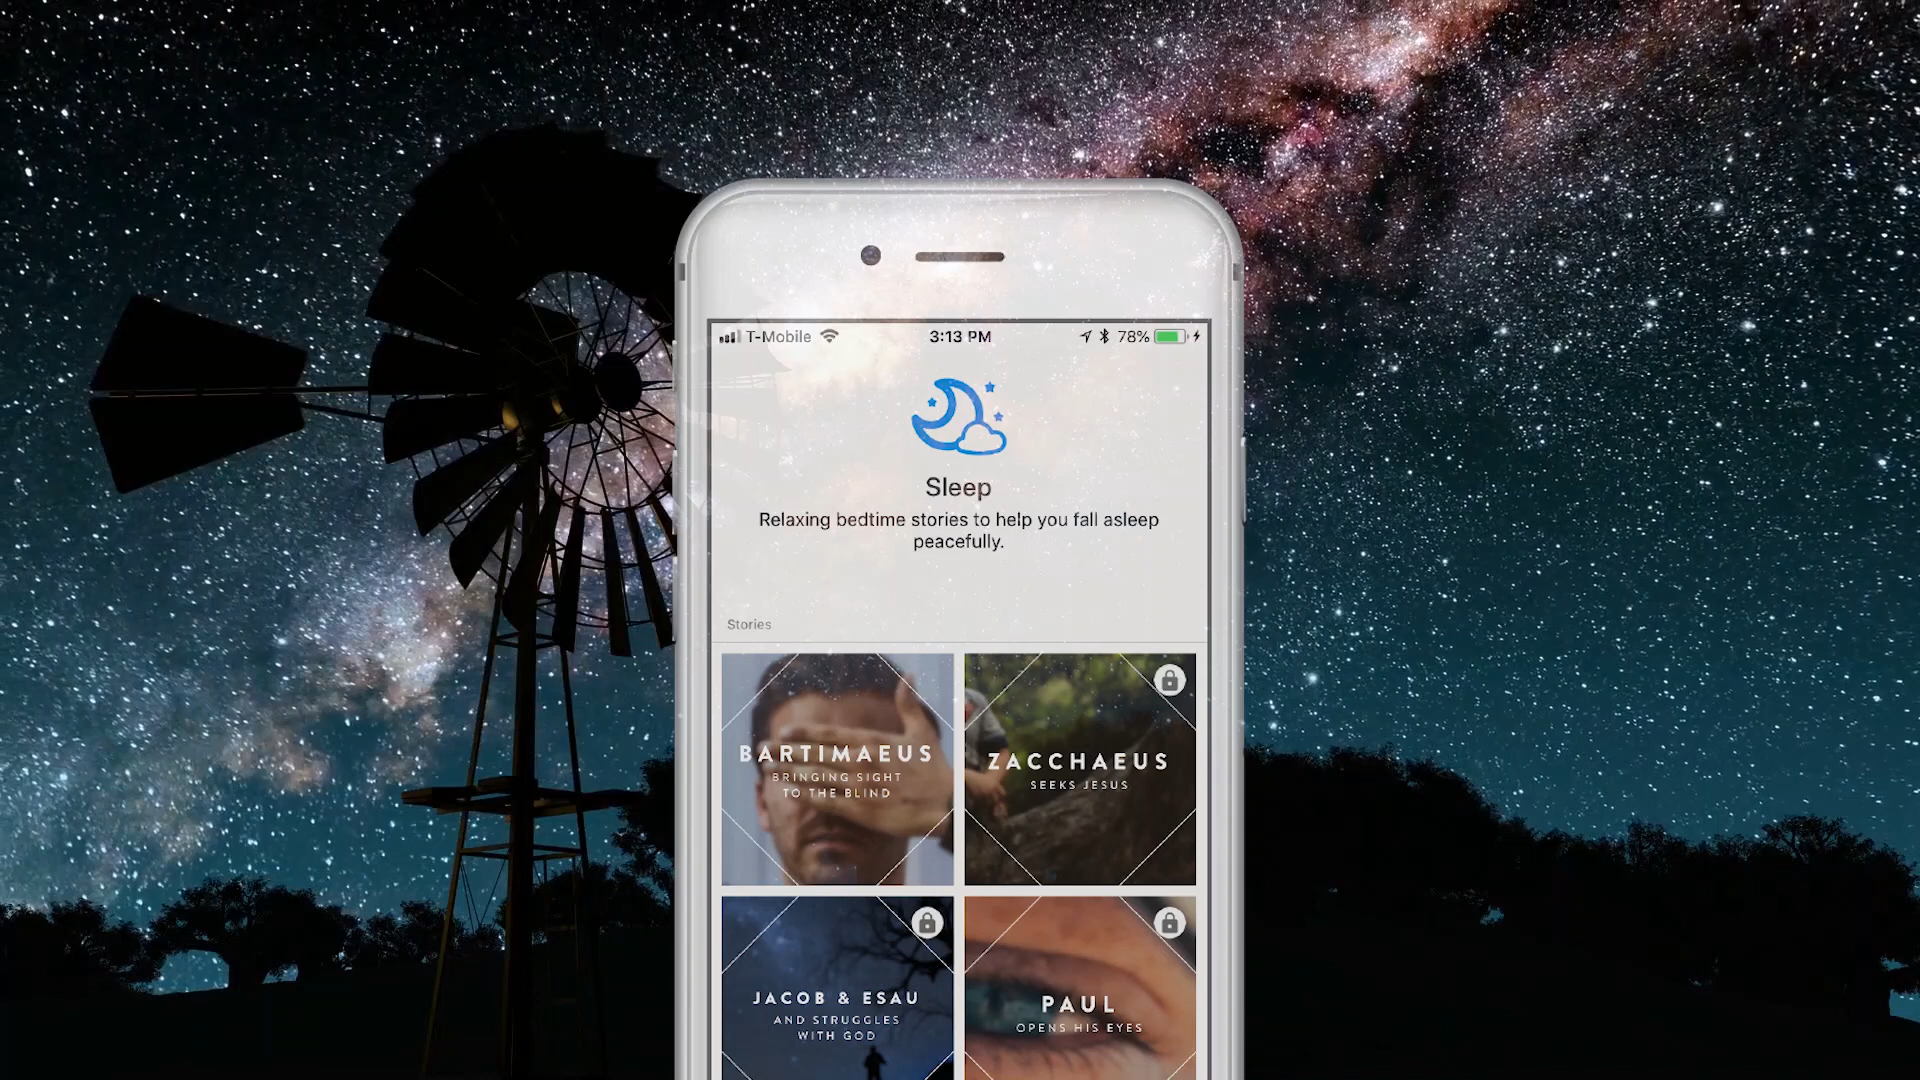 T-Mobile 3:13 PM 78%
Sleep
Relaxing bedtime stories to help you fall asleep
peacefully.
Stories
BARTIMAEUS
BRINGING SIGHT
TO THE BLIND
ZACCHAEUS
SEEKS JESUS
JACOB & ESAU
AND STRUGGLES
WITH GOD
PAUL
OPENS HIS EYES